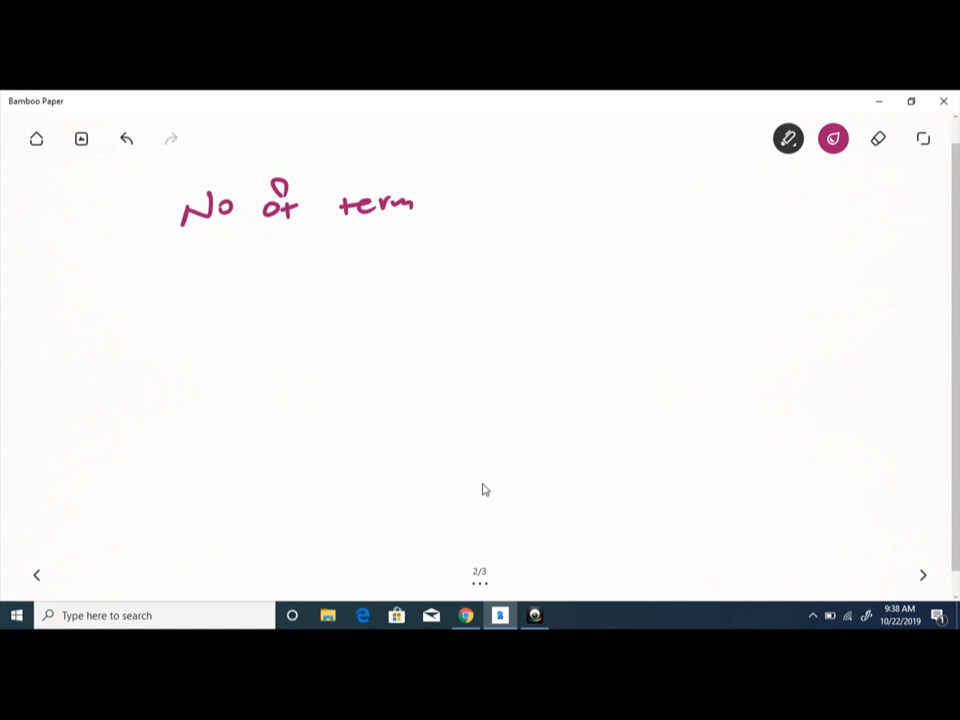 Bamboo Paper
No of term
2/3
Type here to search
9:38 AM
10/22/2019